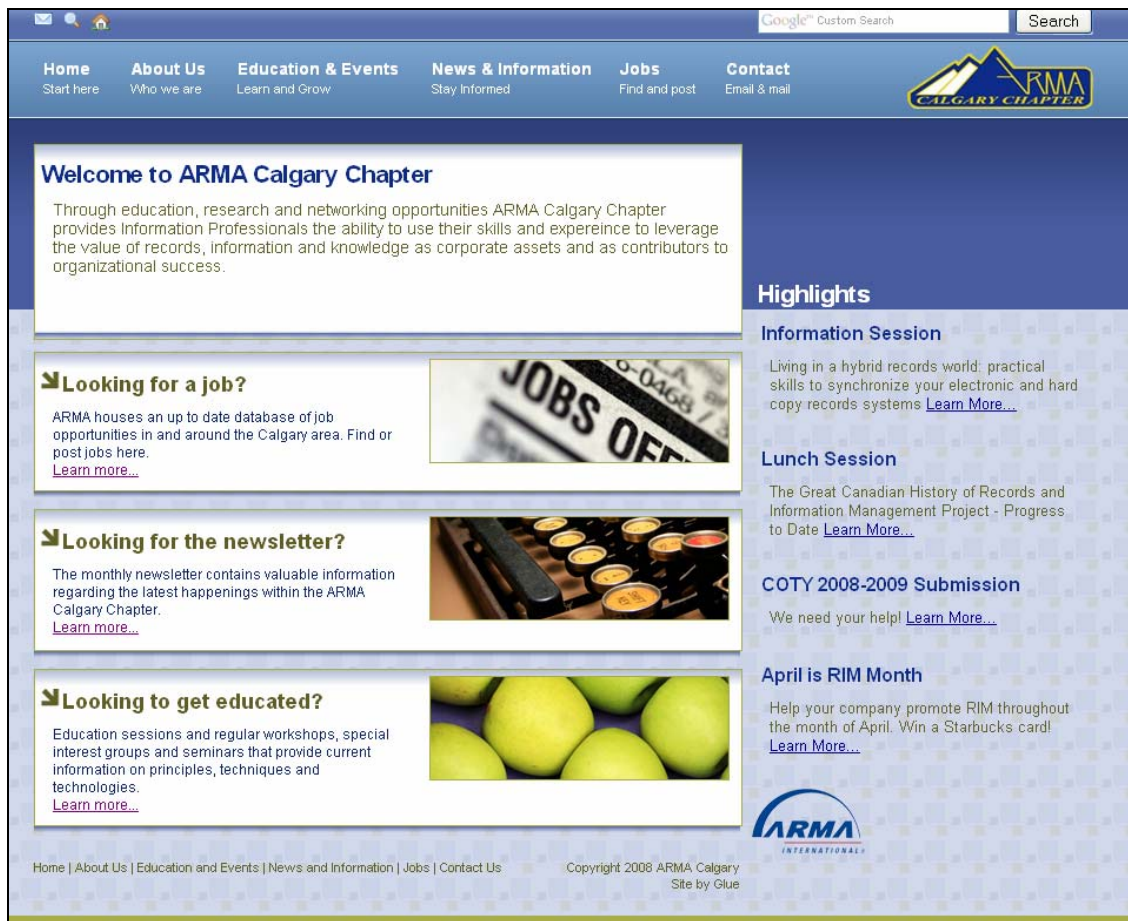 Google™ Custom Search
Search
Home
Start here
About Us
Who we are
Education & Events
Learn and Grow
News & Information
Stay Informed
Jobs
Find and post
Contact
Email & mail
ARMA
CALGARY CHAPTER
Welcome to ARMA Calgary Chapter
Through education, research and networking opportunities ARMA Calgary Chapter
provides Information Professionals the ability to use their skills and expereince to leverage
the value of records, information and knowledge as corporate assets and as contributors to
organizational success.
Looking for a job?
ARMA houses an up to date database of job
opportunities in and around the Calgary area. Find or
post jobs here.
Learn more...
JOBS OFF
Looking for the newsletter?
The monthly newsletter contains valuable information
regarding the latest happenings within the ARMA
Calgary Chapter.
Learn more...
Looking to get educated?
Education sessions and regular workshops, special
interest groups and seminars that provide current
information on principles, techniques and
technologies.
Learn more...
Highlights
Information Session
Living in a hybrid records world: practical
skills to synchronize your electronic and hard
copy records systems Learn More...
Lunch Session
The Great Canadian History of Records and
Information Management Project - Progress
to Date Learn More...
COTY 2008-2009 Submission
We need your help! Learn More...
April is RIM Month
Help your company promote RIM throughout
the month of April. Win a Starbucks card!
Learn More...
ARMA
INTERNATIONAL
Home | About Us | Education and Events | News and Information | Jobs | Contact Us
Copyright 2008 ARMA Calgary
Site by Glue